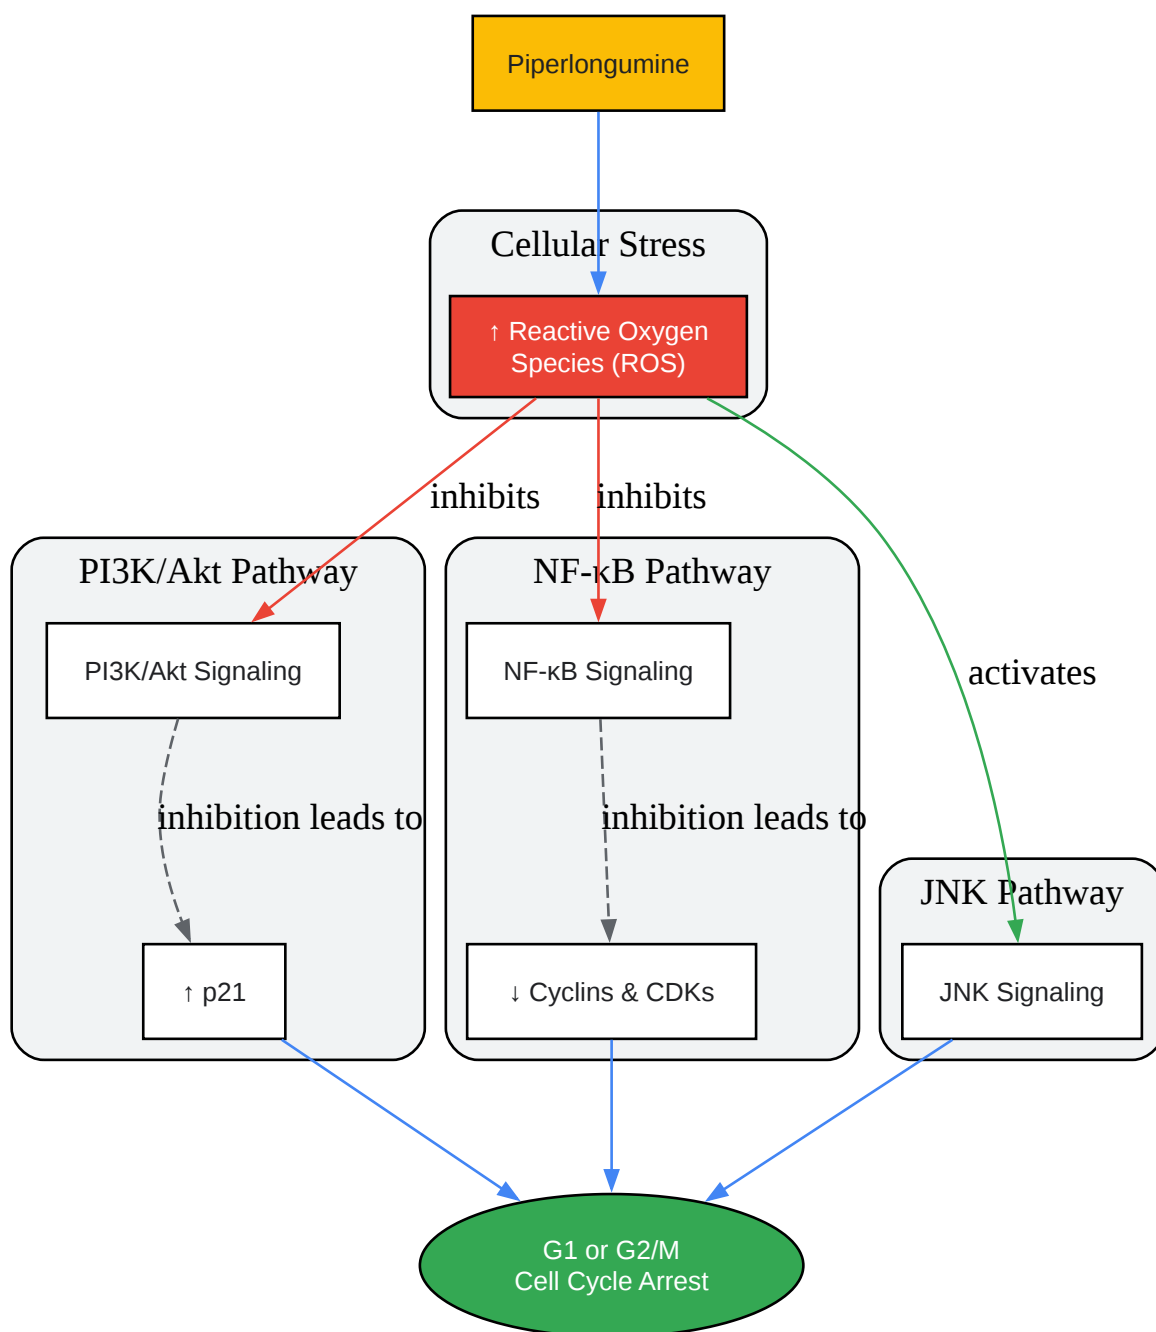 Piperlongumine
Cellular Stress
↑ Reactive Oxygen
Species (ROS)
inhibits
inhibits
PI3K/Akt Pathway
NF-κB Pathway
PI3K/Akt Signaling
NF-κB Signaling
activates
inhibition leads to
inhibition leads to
JNK Pathway
↑ p21
↓ Cyclins & CDKs
JNK Signaling
G1 or G2/M
Cell Cycle Arrest